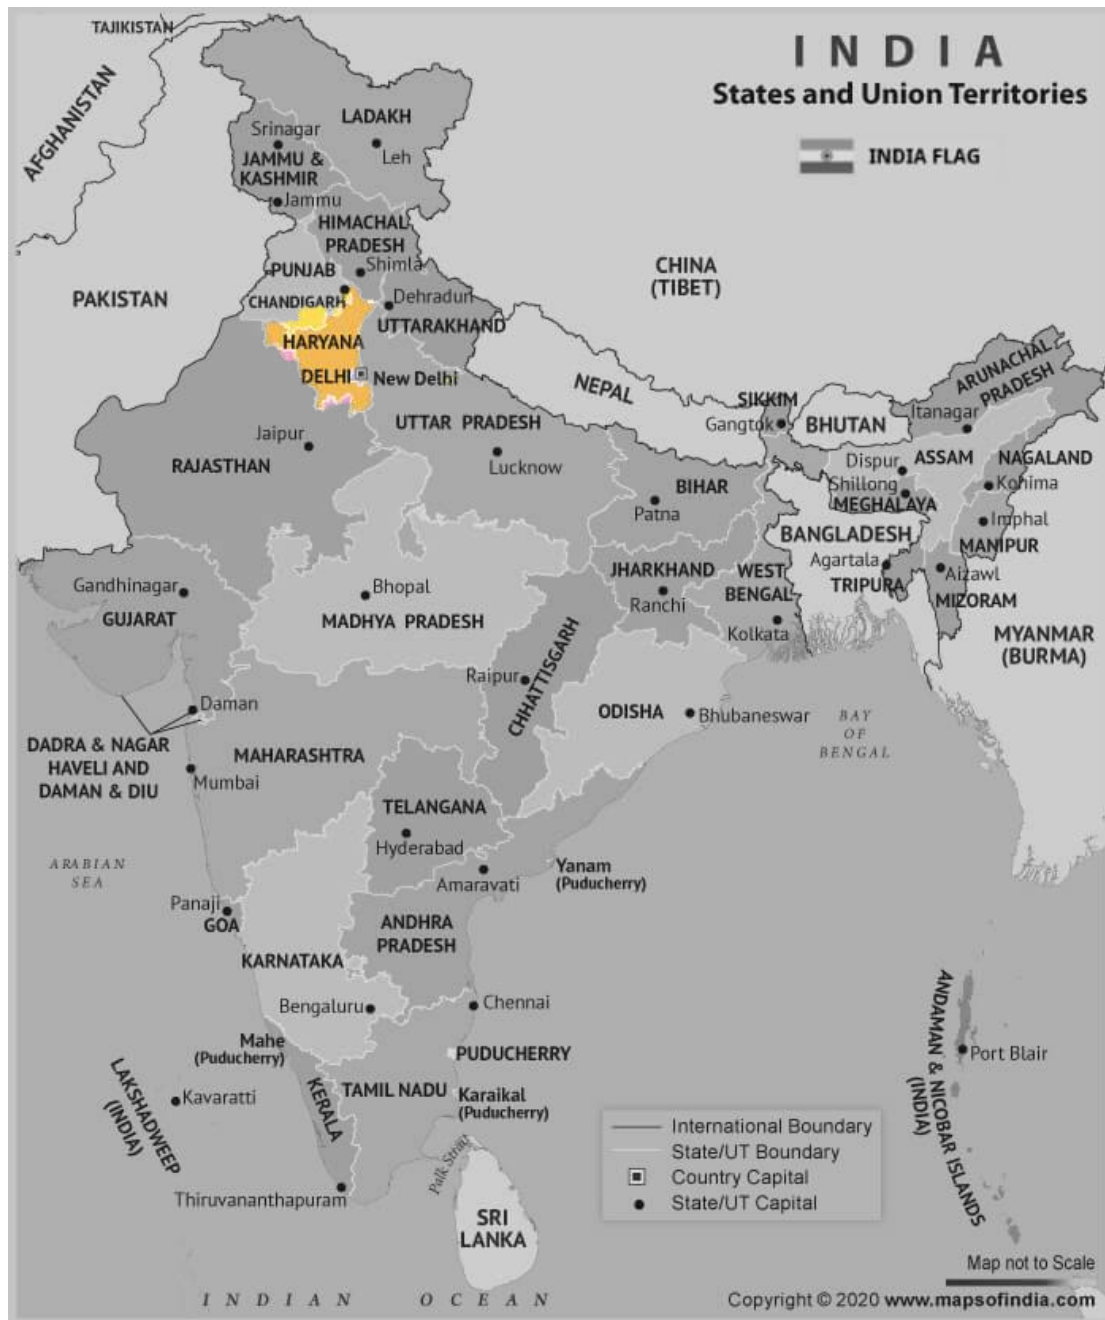 INDIA
States and Union Territories
INDIA FLAG
TAJIKISTAN
AFGHANISTAN
PAKISTAN
LADAKH
Leh
Srinagar
JAMMU &
KASHMIR
Jammu
HIMACHAL
PRADESH
Shimla
PUNJAB
CHANDIGARH
Dehradun
UTTARAKHAND
HARYANA
DELHI
New Delhi
CHINA
(TIBET)
NEPAL
SIKKIM
Gangtok
BHUTAN
ARUNACHAL
PRADESH
Itanagar
UTTAR PRADESH
Lucknow
Jaipur
RAJASTHAN
BIHAR
Patna
Dispur
ASSAM
NAGALAND
Kohima
Shillong
MEGHALAYA
Imphal
MANIPUR
BANGLADESH
Agartala
TRIPURA
Aizawl
MIZORAM
MYANMAR
(BURMA)
Gandhinagar
GUJARAT
Bhopal
MADHYA PRADESH
JHARKHAND
Ranchi
WEST
BENGAL
Kolkata
Raipur
CHHATTISGARH
ODISHA
Bhubaneswar
BAY
OF
BENGAL
Daman
DADRA & NAGAR
HAVELI AND
DAMAN & DIU
MAHARASHTRA
Mumbai
TELANGANA
Hyderabad
Amaravati
Yanam
(Puducherry)
ARABIAN
SEA
Panaji
GOA
ANDHRA
PRADESH
KARNATAKA
Bengaluru
Chennai
Mahe
(Puducherry)
PUDUCHERRY
TAMIL NADU
Karaikal
(Puducherry)
KERALA
LAKSHADWEEP
(INDIA)
Kavaratti
Thiruvananthapuram
Palk Strait
SRI
LANKA
ANDAMAN & NICOBAR ISLANDS
(INDIA)
Port Blair
International Boundary
State/UT Boundary
Country Capital
State/UT Capital
INDIAN OCEAN
Map not to Scale
Copyright © 2020 www.mapsofindia.com